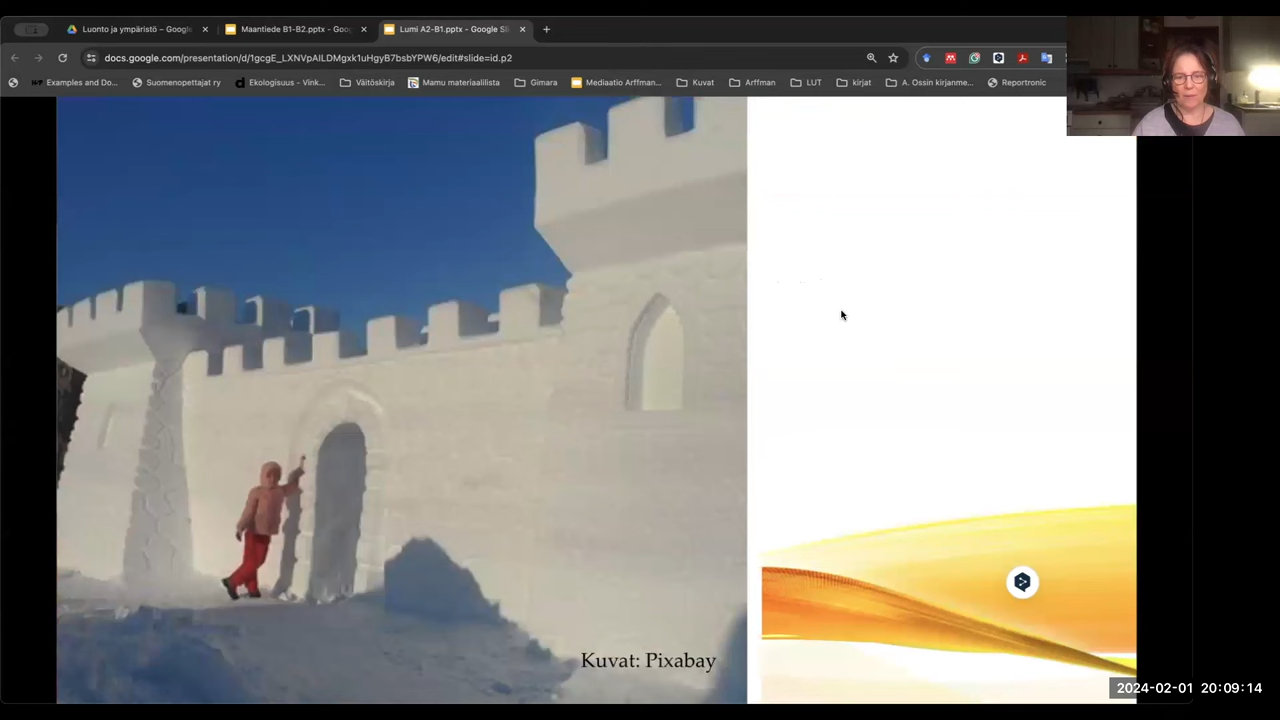 Luonto ja ympäristö – Google
Maantiede B1-B2.pptx - Goog
Lumi A2-B1.pptx - Google Sli
docs.google.com/presentation/d/1gcgE_LXNVpAILDMgxk1uHgyB7bsbYPW6/edit#slide=id.p2
Examples and Do...
Suomenopettajat ry
Ekologisuus - Vink...
Väitöskirja
Mamu materiaalilista
Gimara
Mediaatio Arffman...
Kuvat
Arffman
LUT
kirjat
A. Ossin kirjanme...
Reportronic
Kuvat: Pixabay
2024-02-01 20:09:14